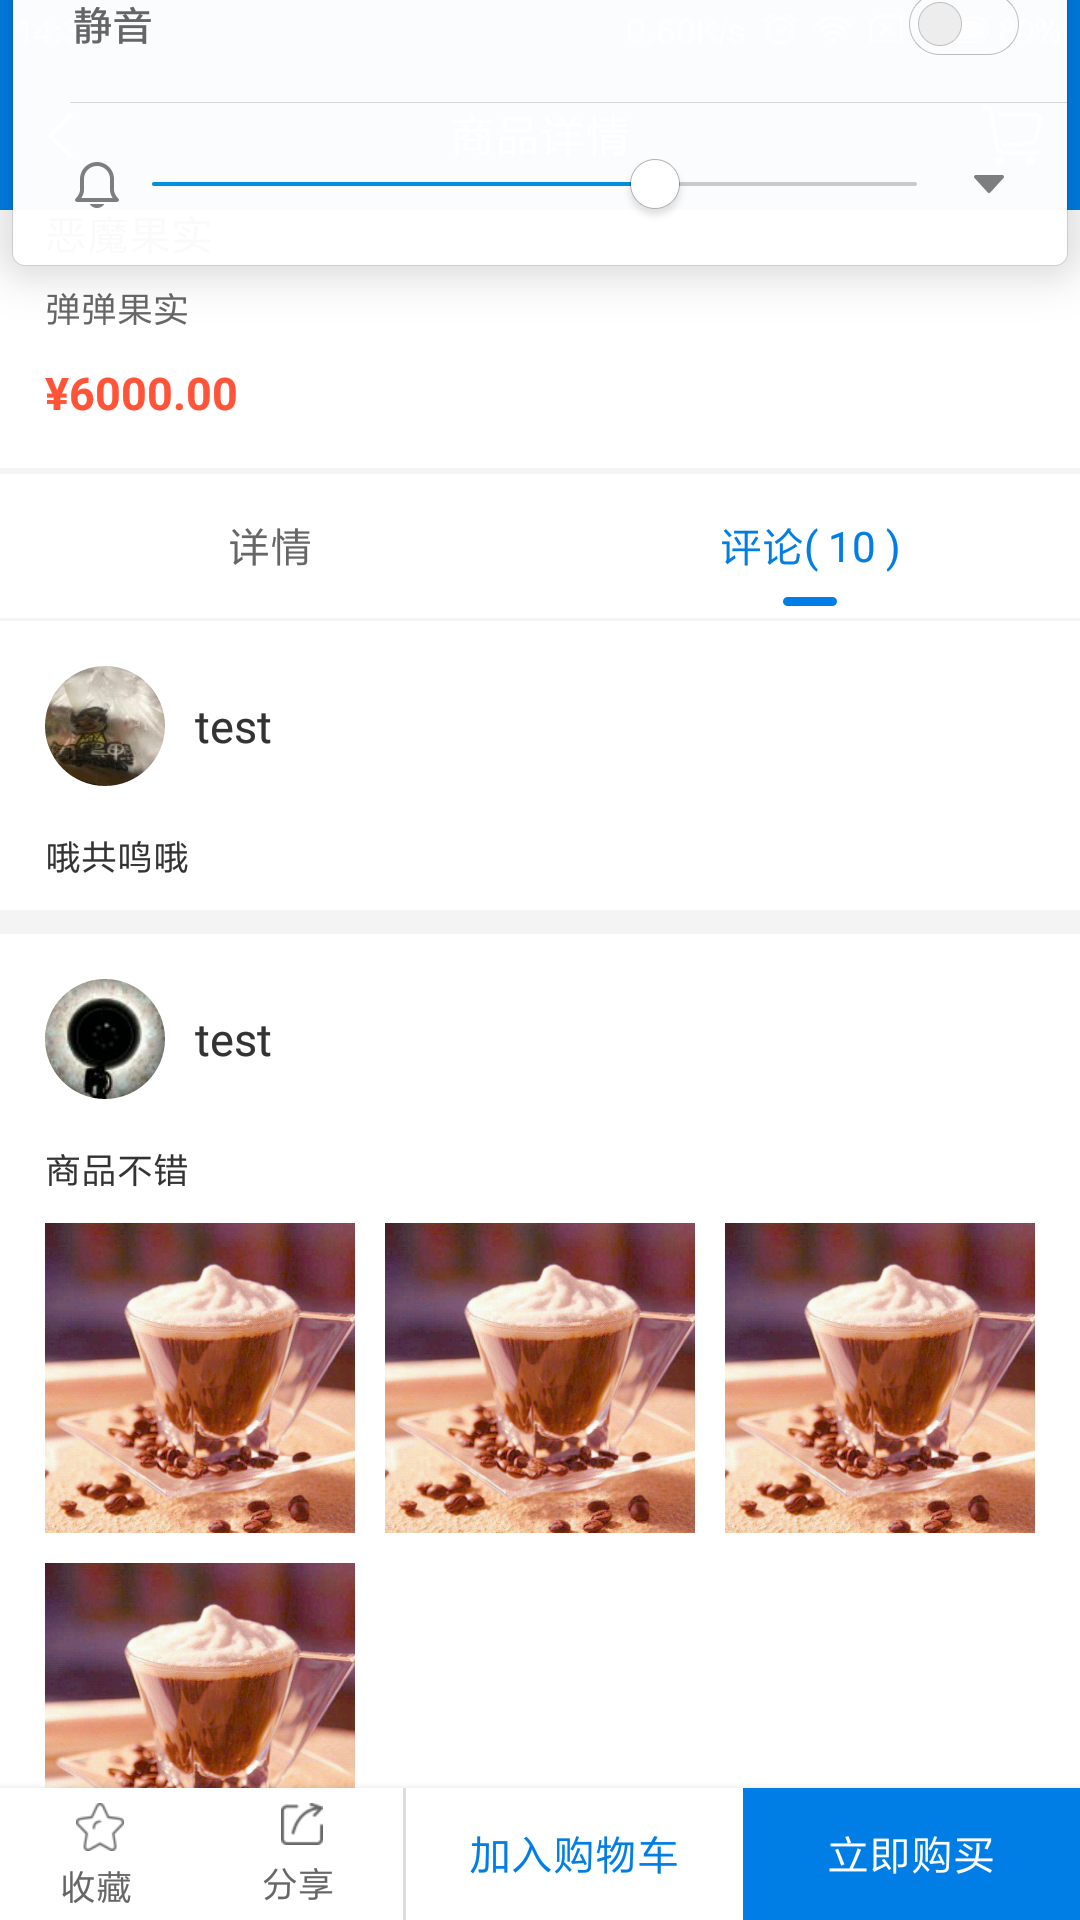 静音
0.60K/s
商品详情
恶魔果实
弹弹果实
¥6000.00
详情
评论( 10 )
test
哦共鸣哦
test
商品不错
收藏
分享
加入购物车
立即购买